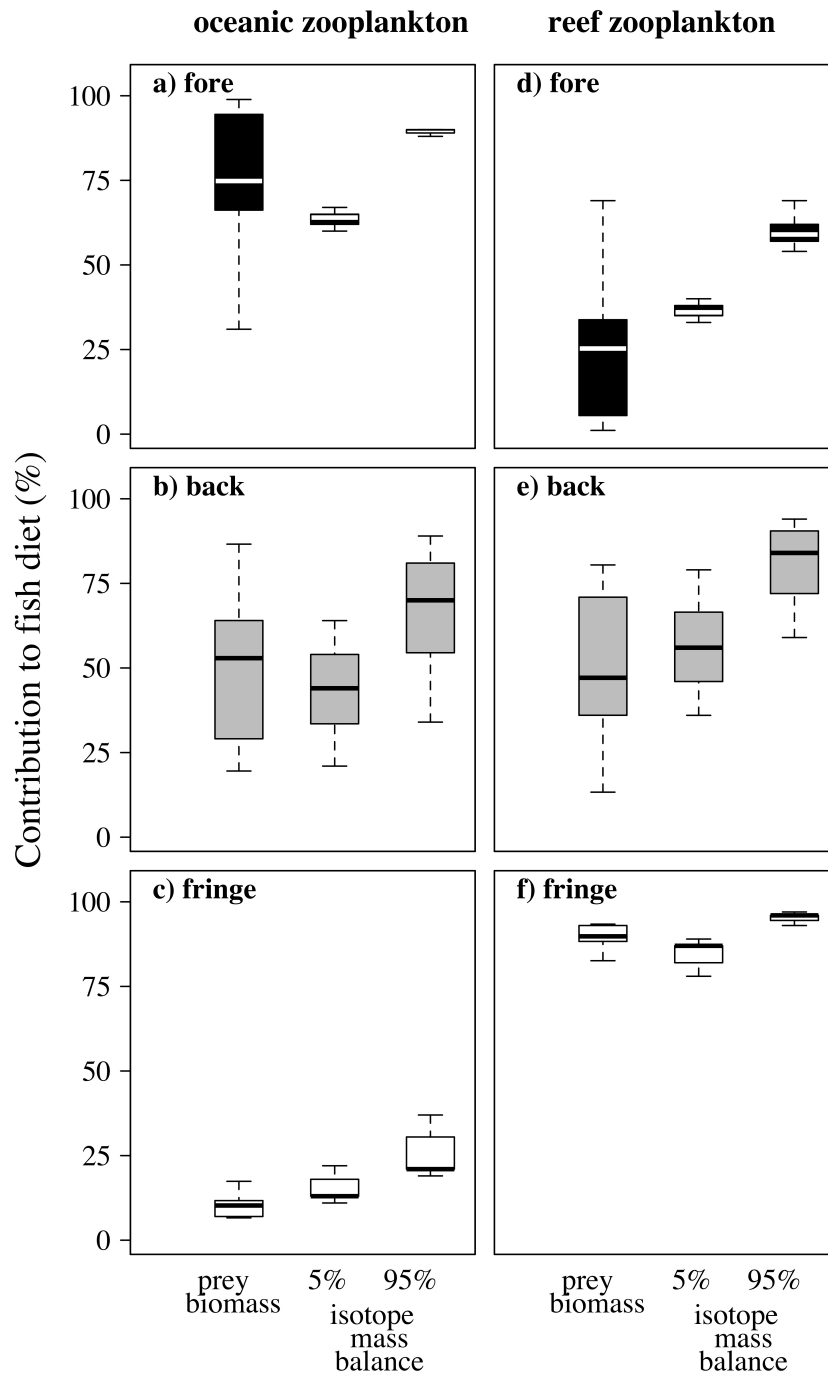 oceanic zooplankton
reef zooplankton
a) fore
d) fore
100
75
50
25
0
b) back
e) back
100
75
50
25
0
c) fringe
f) fringe
100
75
50
25
0
Contribution to fish diet (%)
prey
biomass
5%
95%
isotope
mass
balance
prey
biomass
5%
95%
isotope
mass
balance